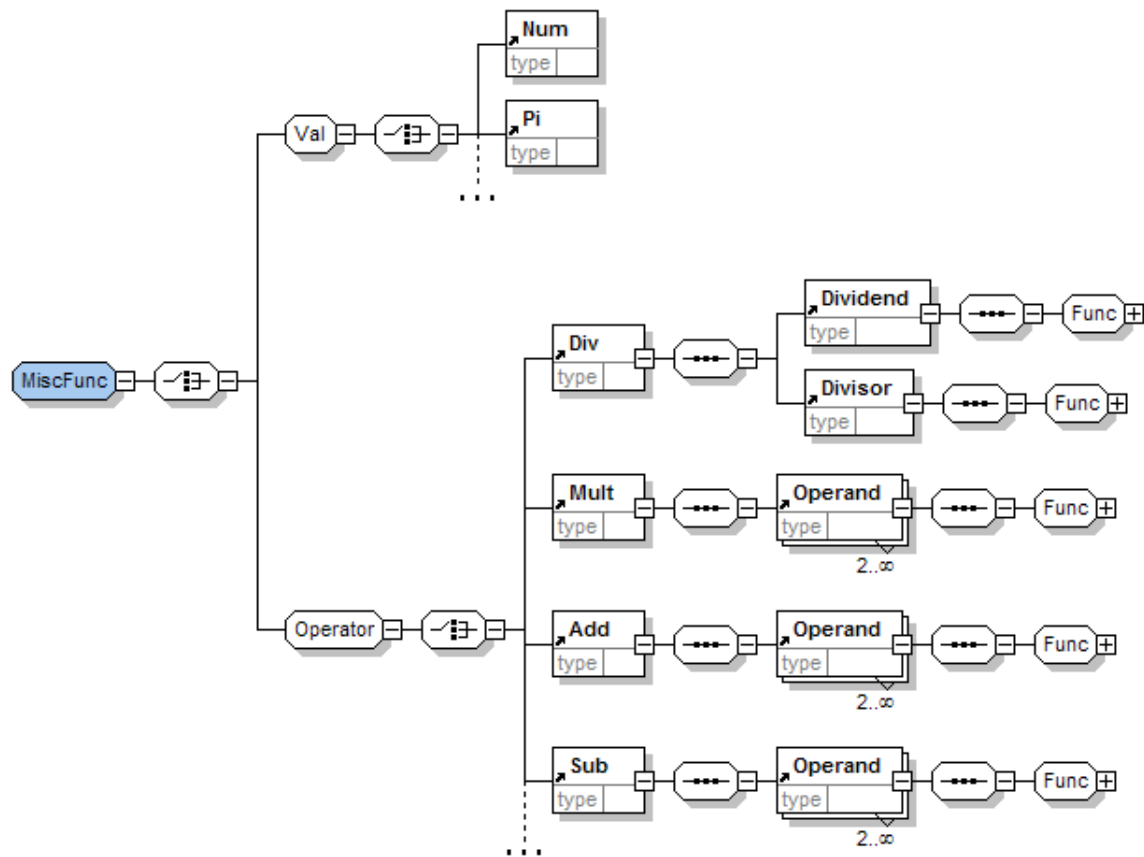 Num
type
Val
Pi
type
...
Dividend
type
Func
Div
type
MiscFunc
Divisor
type
Func
Mult
type
Operand
type
Func
2..∞
Operator
Add
type
Operand
type
Func
2..∞
Sub
type
Operand
type
Func
2..∞
...